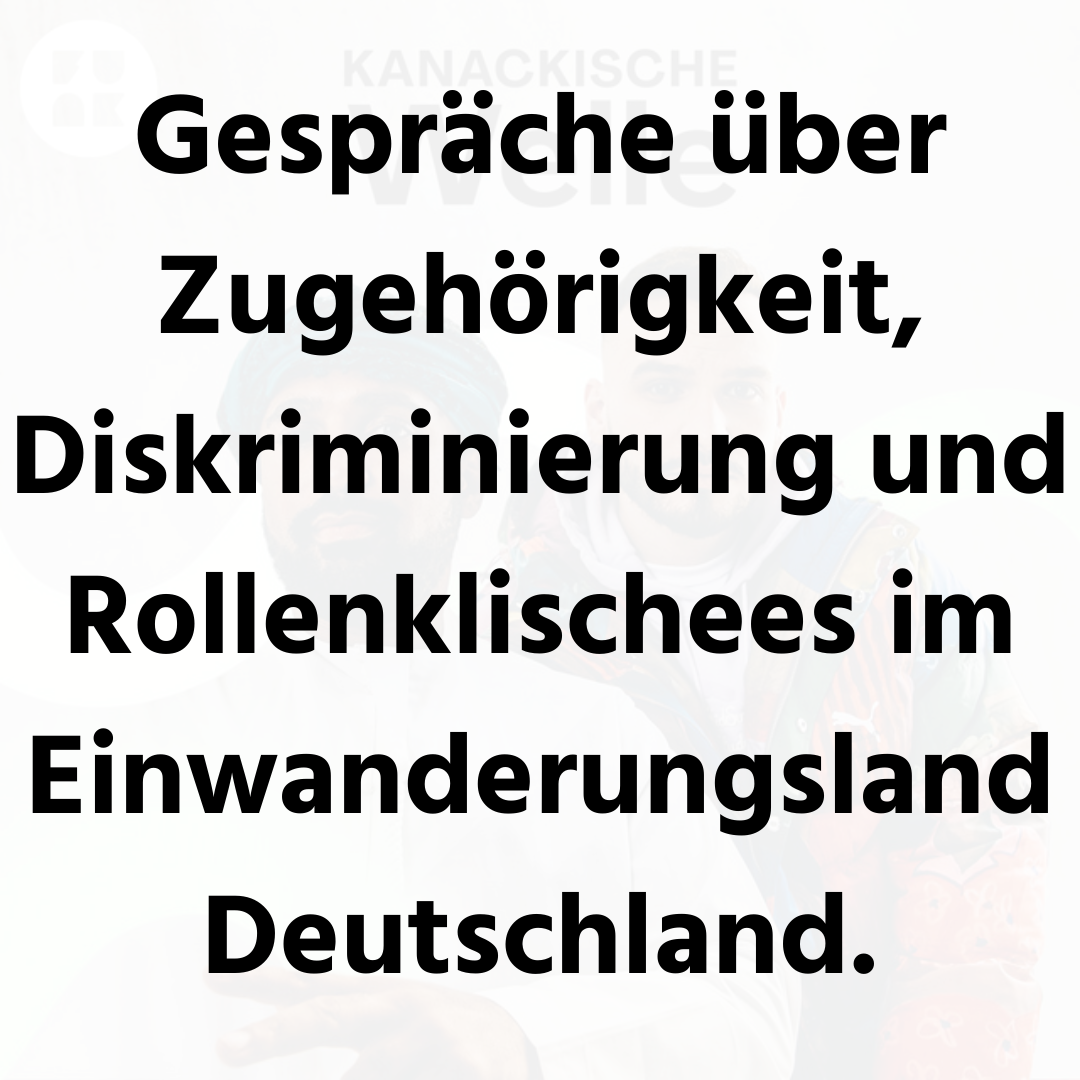 KANACKISCHE
Welle
Gespräche über
Zugehörigkeit,
Diskriminierung und
Rollenklischees im
Einwanderungsland
Deutschland.